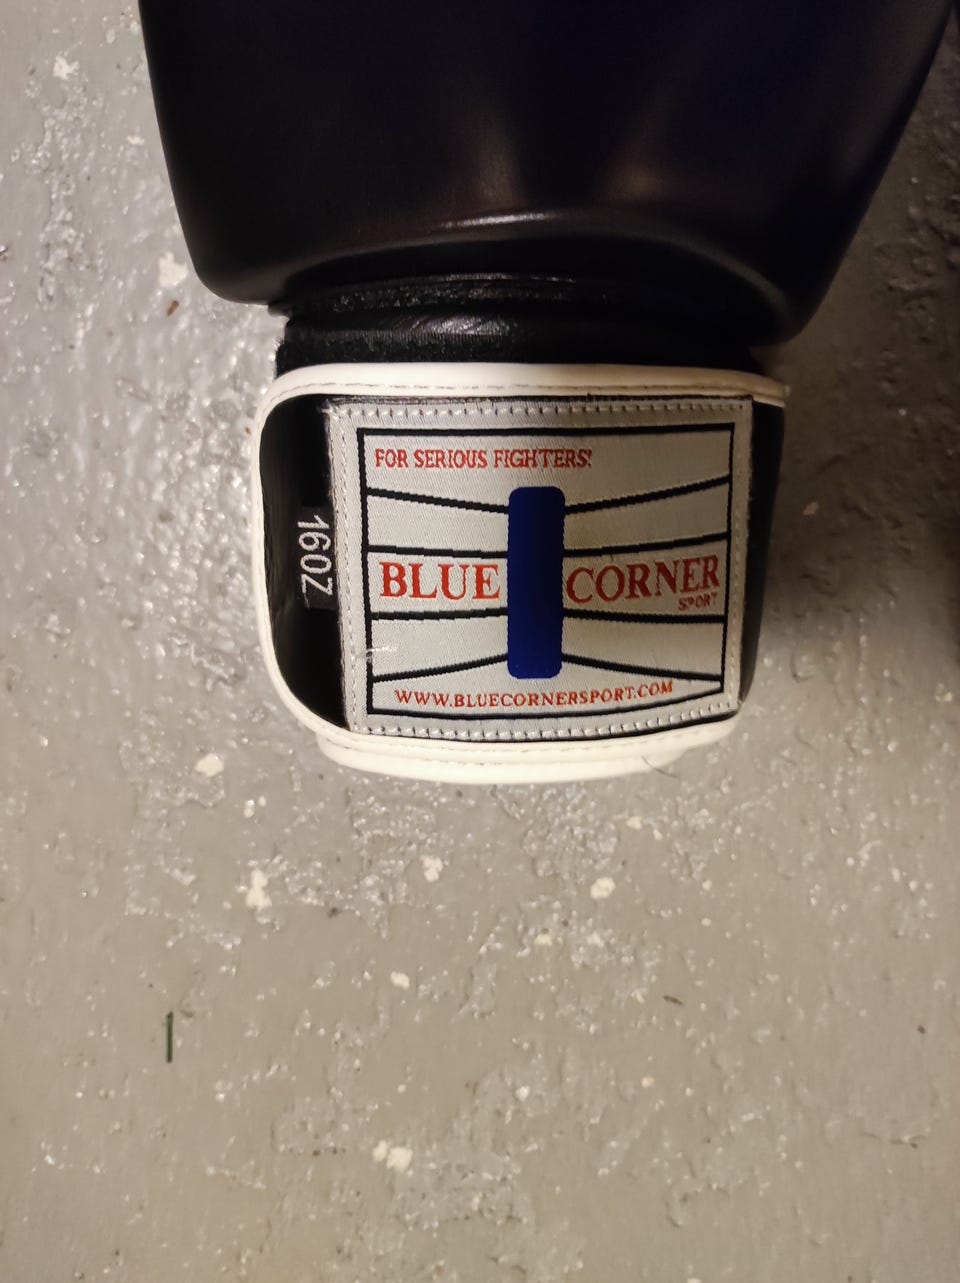 FOR SERIOUS FIGHTERS!
BLUE CORNER
SPORT
WWW.BLUECORNERSPORT.COM
16OZ